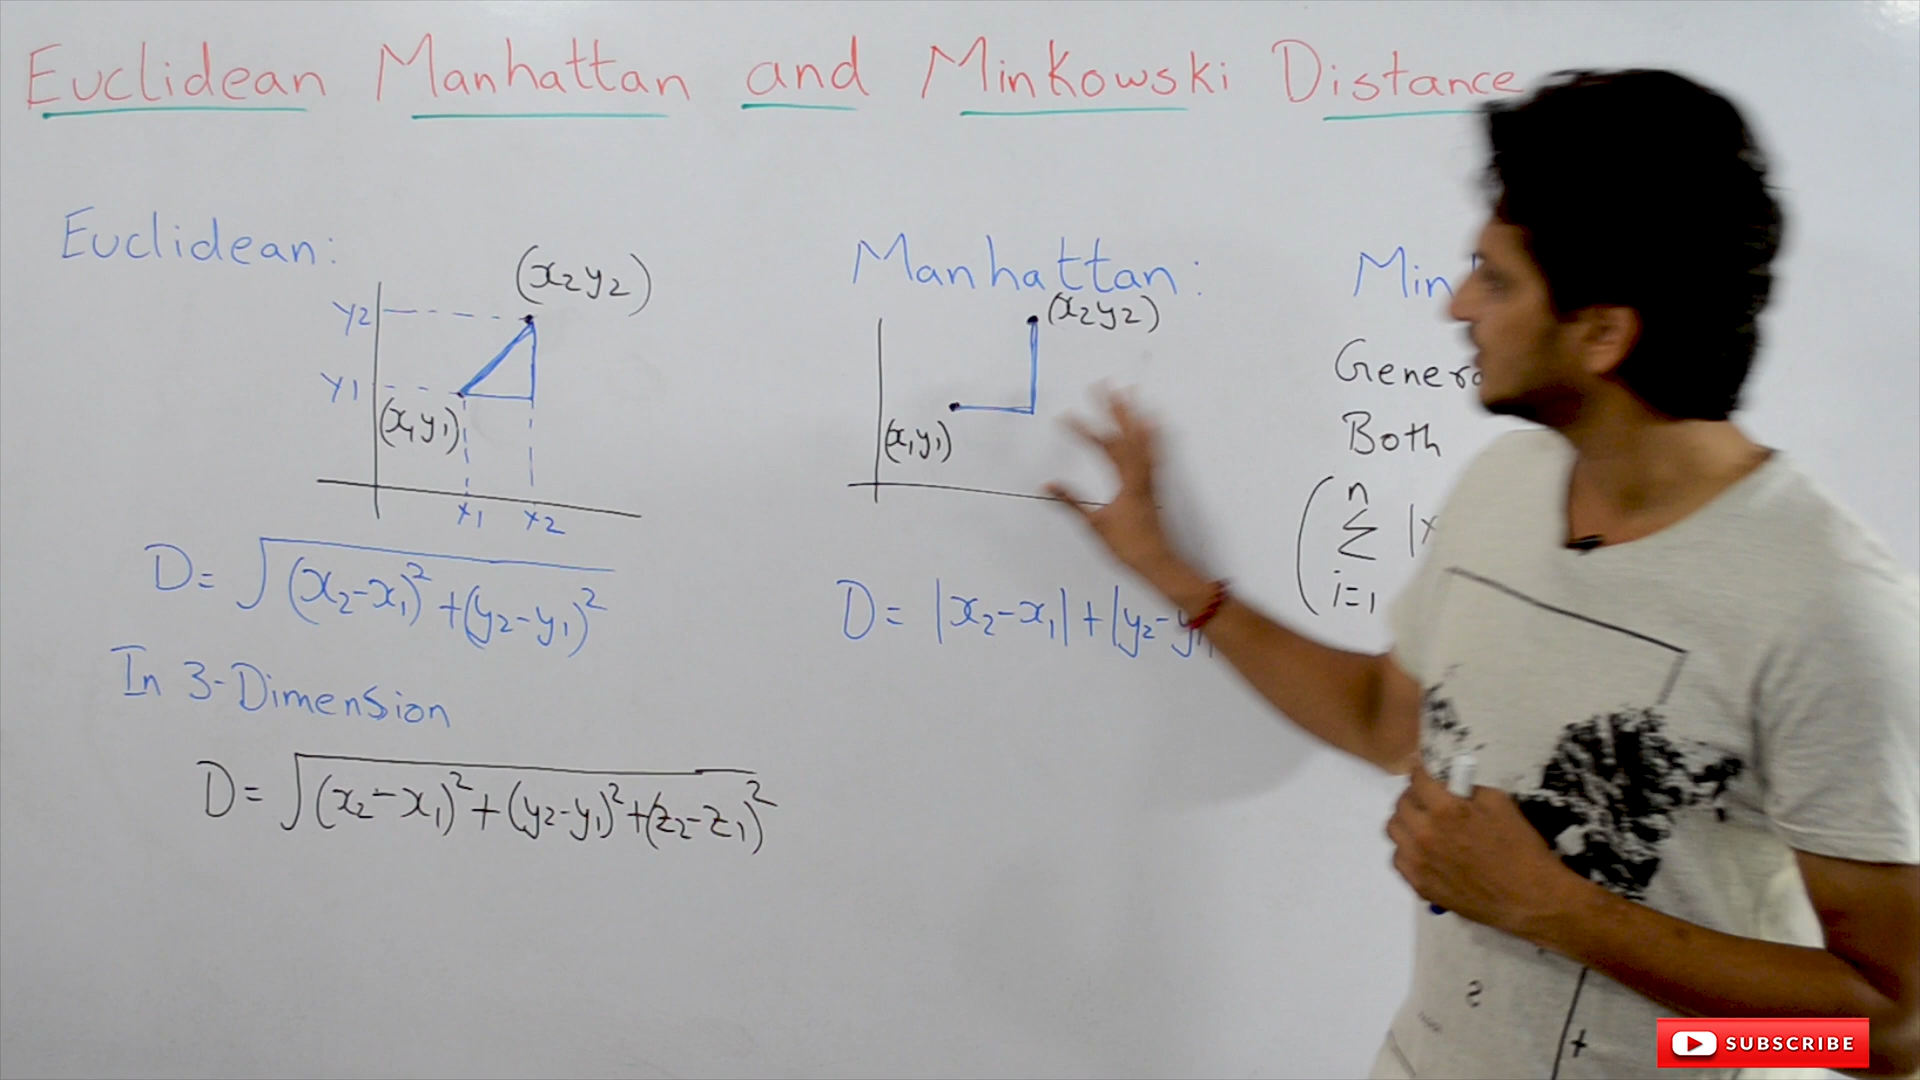 Euclidean Manhattan and Minkowski Distance
Euclidean:
(x2y2)
y2
y1
(x1y1)
x1 x2
D= √(x2-x1)²+(y2-y1)²
In 3-Dimension
D= √(x2-x1)²+(y2-y1)²+(z2-z1)²
Manhattan:
(x2y2)
(x1y1)
D= |x2-x1|+|y2-y1|
Both
n
( Σ |x
i=1
SUBSCRIBE